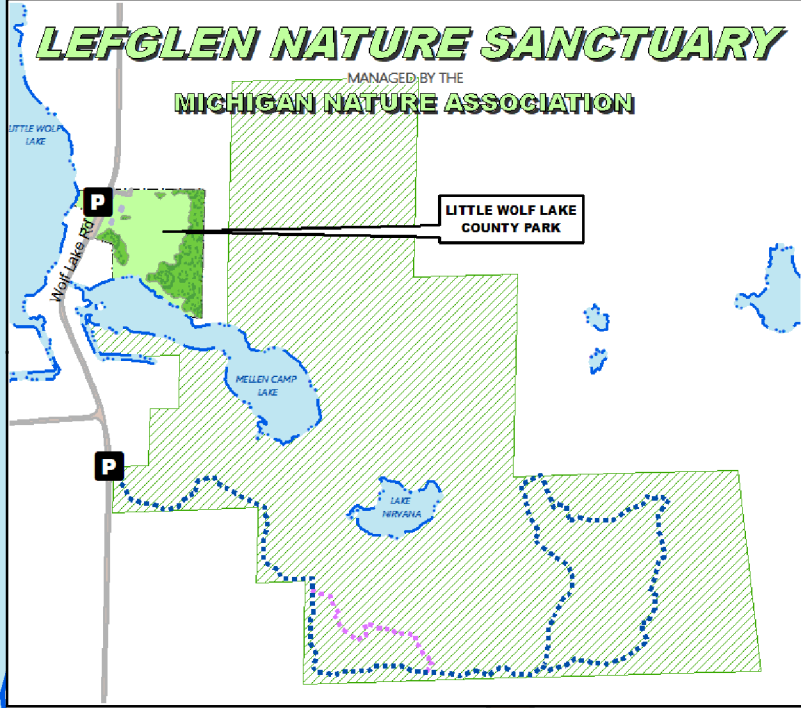 LEFGLEN NATURE SANCTUARY
MANAGED BY THE
MICHIGAN NATURE ASSOCIATION
LITTLE WOLF
LAKE
P
LITTLE WOLF LAKE
COUNTY PARK
Wolf Lake Rd
MELLEN CAMP
LAKE
P
LAKE
NIRVANA